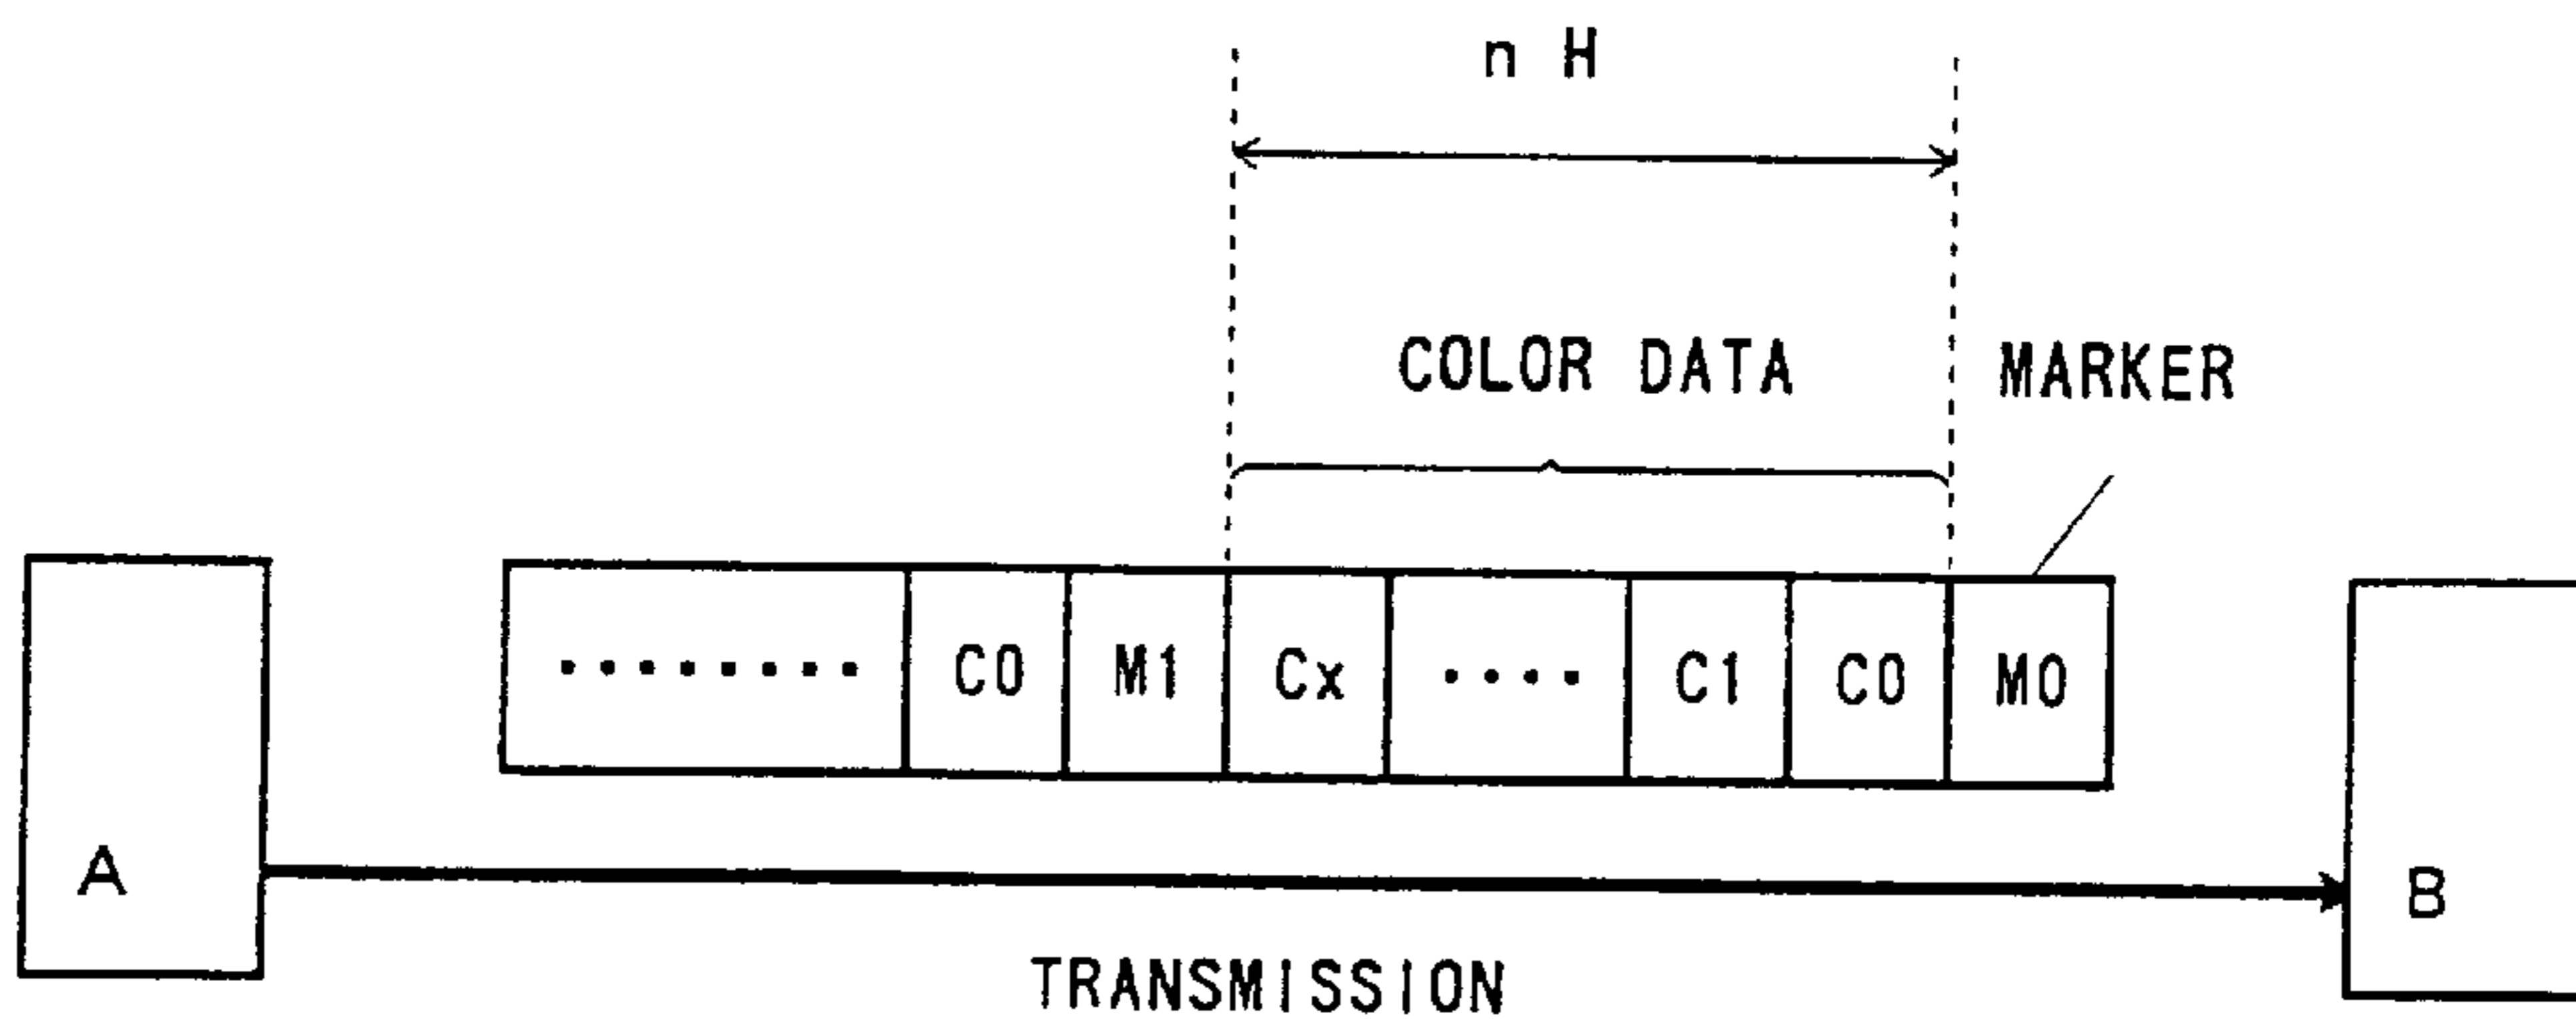 n H
COLOR DATA MARKER
········ C0 M1 Cx ···· C1 C0 M0
A B
TRANSMISSION